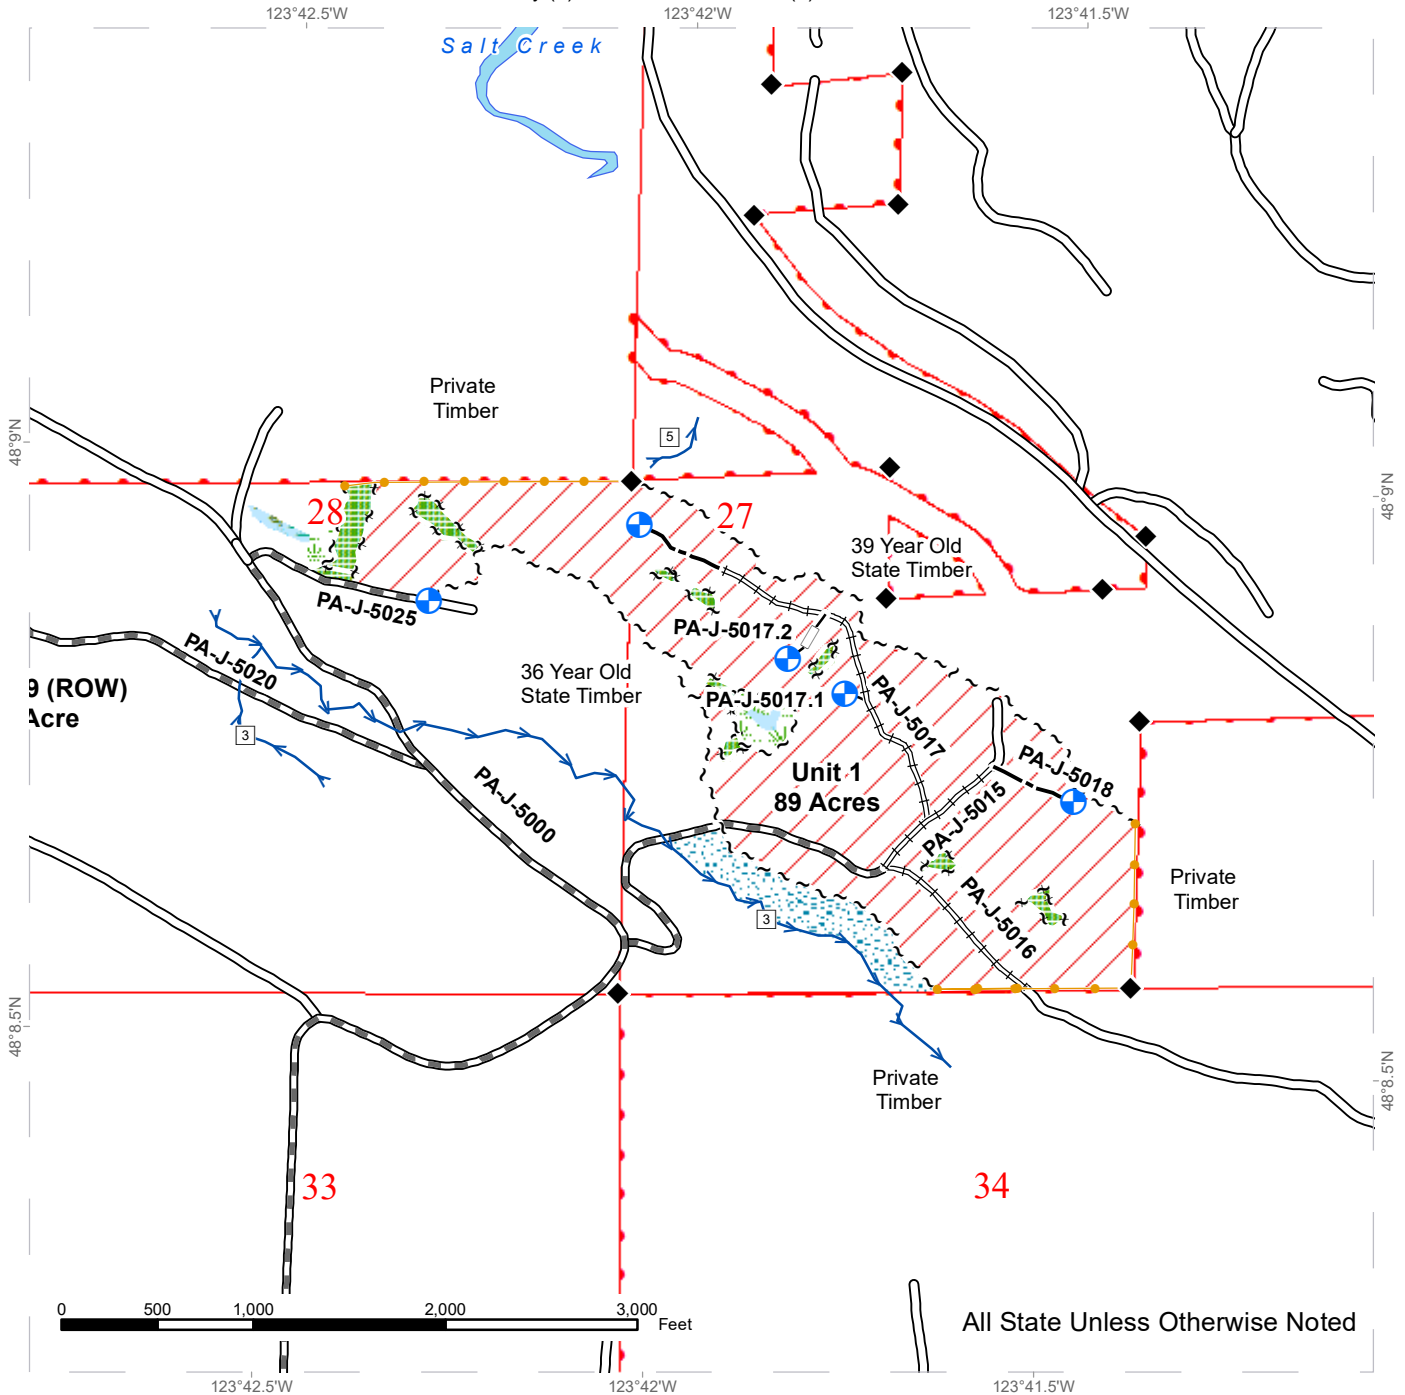 123°42.5'W
123°42'W
123°41.5'W
Salt Creek
Private
Timber
48°9'N
48°9'N
5
28
27
39 Year Old
State Timber
PA-J-5025
PA-J-5017.2
PA-J-5020
36 Year Old
State Timber
9 (ROW)
Acre
PA-J-5017.1
PA-J-5017
3
Unit 1
89 Acres
PA-J-5018
PA-J-5000
PA-J-5015
Private
Timber
3
PA-J-5016
48°8.5'N
48°8.5'N
Private
Timber
33
34
0
500
1,000
2,000
3,000
Feet
All State Unless Otherwise Noted
123°42.5'W
123°42'W
123°41.5'W